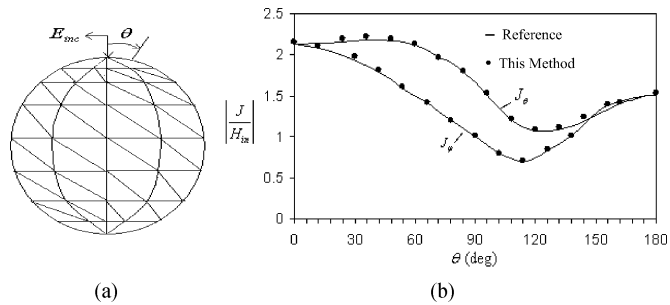 (a)
E_inc
θ
2.5
2
1.5
1
0.5
0
|J / H_in|
— Reference
• This Method
J_θ
J_φ
0 30 60 90 120 150 180
θ (deg)
(a)
(b)